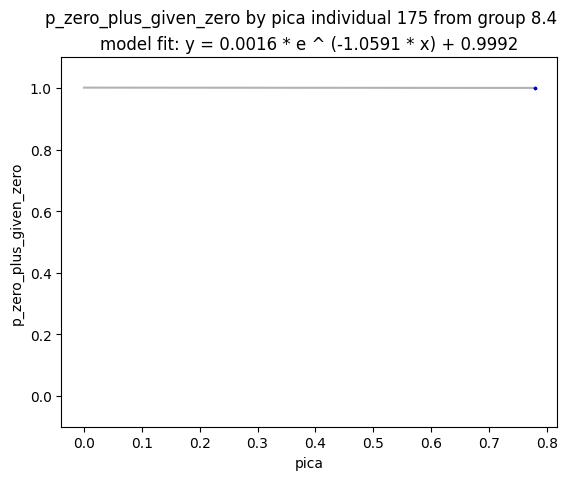 p_zero_plus_given_zero by pica individual 175 from group 8.4
model fit: y = 0.0016 * e ^ (-1.0591 * x) + 0.9992
1.0
0.8
0.6
0.4
0.2
0.0
p_zero_plus_given_zero
0.0 0.1 0.2 0.3 0.4 0.5 0.6 0.7 0.8
pica